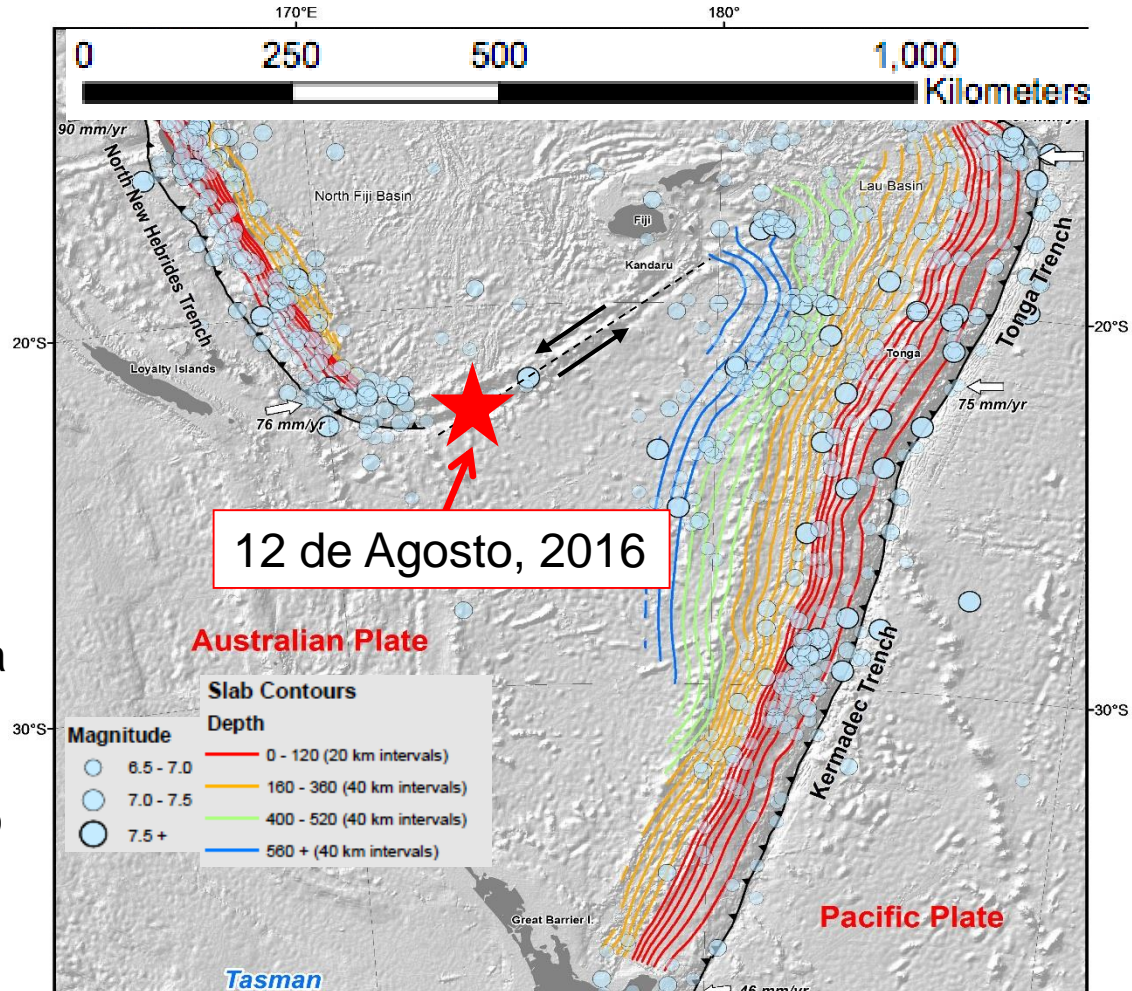 170°E
180°
0 250 500 1,000
Kilometers
90 mm/yr
North New Hebrides Trench
North Fiji Basin
Lau Basin
Fiji
Kandaru
Tonga Trench
20°S
20°S
Loyalty Islands
Tonga
76 mm/yr
75 mm/yr
12 de Agosto, 2016
Australian Plate
a
Slab Contours
Depth
Magnitude
0 - 120 (20 km intervals)
6.5 - 7.0
160 - 360 (40 km intervals)
7.0 - 7.5
400 - 520 (40 km intervals)
7.5 +
560 + (40 km intervals)
30°S
30°S
Kermadec Trench
Great Barrier I.
Pacific Plate
Tasman
46 mm/yr